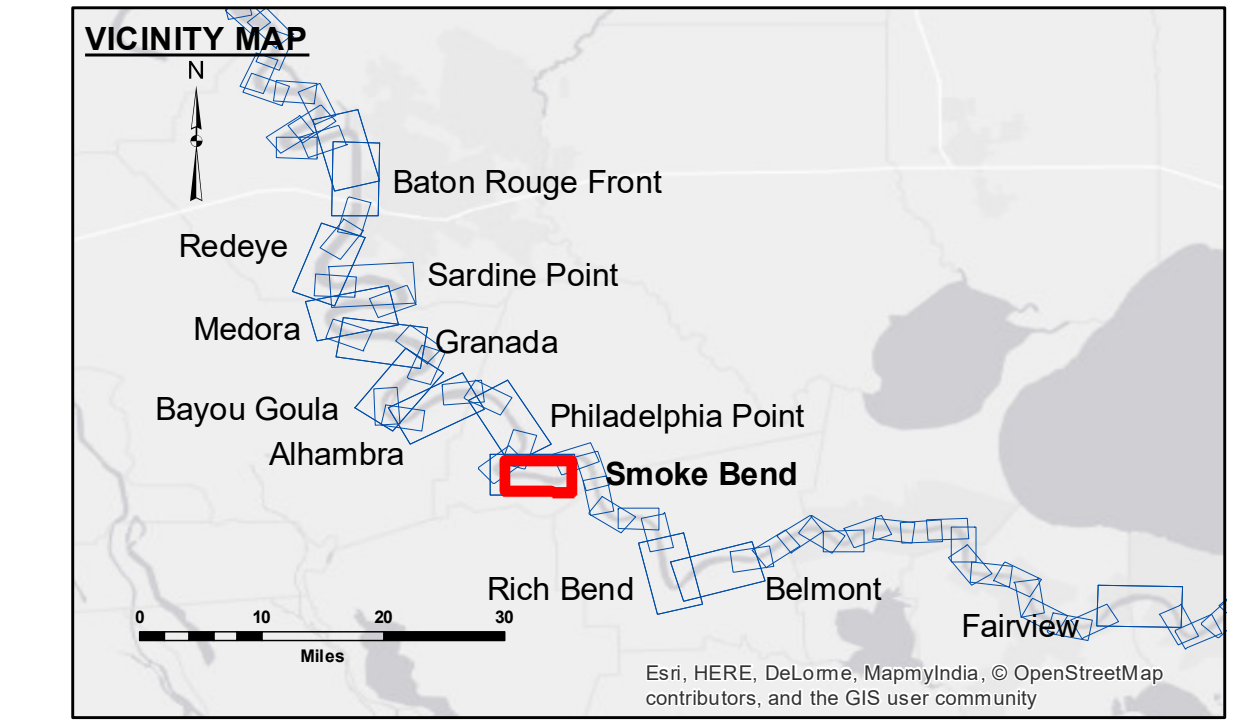 VICINITY MAP
N
Baton Rouge Front
Redeye
Sardine Point
Medora
Granada
Bayou Goula
Philadelphia Point
Alhambra
Smoke Bend
Rich Bend
Belmont
Fairview
0 10 20 30
Miles
Esri, HERE, DeLorme, MapmyIndia, © OpenStreetMap
contributors, and the GIS user community